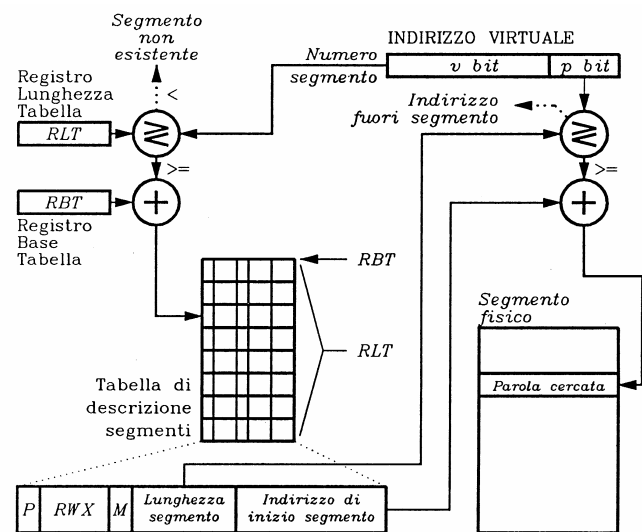 Segmento
non
esistente
INDIRIZZO VIRTUALE
Numero
segmento
v bit
p bit
Registro
Lunghezza
Tabella
<
Indirizzo
fuori segmento
RLT
≥
≥
>=
>=
RBT
+
+
Registro
Base
Tabella
RBT
Segmento
fisico
RLT
Parola cercata
Tabella di
descrizione
segmenti
P
RWX
M
Lunghezza
segmento
Indirizzo di
inizio segmento